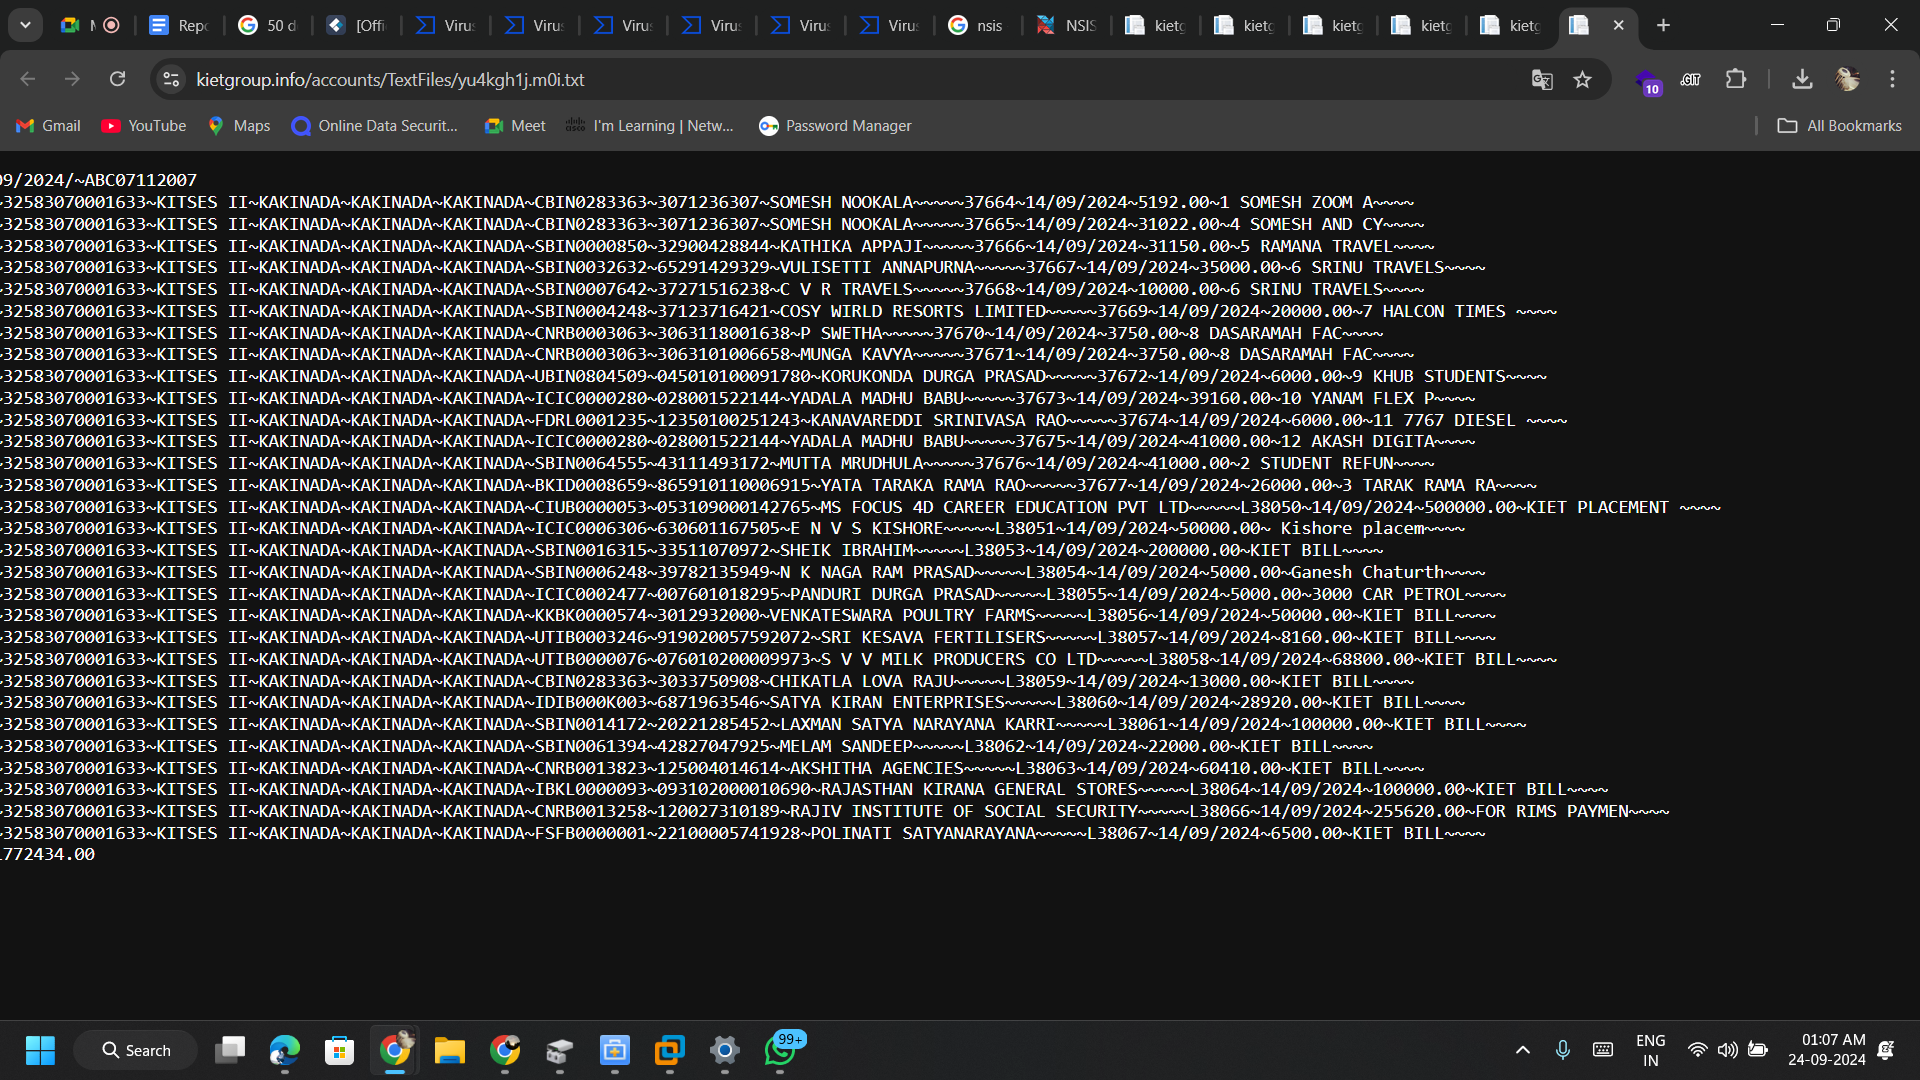 Repo
50 d
[Offi
Virus
Virus
Virus
Virus
Virus
Virus
nsis
NSIS
kietg
kietg
kietg
kietg
kietg
kietgroup.info/accounts/TextFiles/yu4kgh1j.m0i.txt
10
Gmail
YouTube
Maps
Online Data Securit...
Meet
I'm Learning | Netw...
Password Manager
All Bookmarks
09/2024/~ABC07112007
~32583070001633~KITSES II~KAKINADA~KAKINADA~KAKINADA~CBIN0283363~3071236307~SOMESH NOOKALA~~~~~37664~14/09/2024~5192.00~1 SOMESH ZOOM A~~~~
~32583070001633~KITSES II~KAKINADA~KAKINADA~KAKINADA~CBIN0283363~3071236307~SOMESH NOOKALA~~~~~37665~14/09/2024~31022.00~4 SOMESH AND CY~~~~
~32583070001633~KITSES II~KAKINADA~KAKINADA~KAKINADA~SBIN0000850~32900428844~KATHIKA APPAJI~~~~~37666~14/09/2024~31150.00~5 RAMANA TRAVEL~~~~
~32583070001633~KITSES II~KAKINADA~KAKINADA~KAKINADA~SBIN0032632~65291429329~VULISETTI ANNAPURNA~~~~~37667~14/09/2024~35000.00~6 SRINU TRAVELS~~~~
~32583070001633~KITSES II~KAKINADA~KAKINADA~KAKINADA~SBIN0007642~37271516238~C V R TRAVELS~~~~~37668~14/09/2024~10000.00~6 SRINU TRAVELS~~~~
~32583070001633~KITSES II~KAKINADA~KAKINADA~KAKINADA~SBIN0004248~37123716421~COSY WIRLD RESORTS LIMITED~~~~~37669~14/09/2024~20000.00~7 HALCON TIMES ~~~~
~32583070001633~KITSES II~KAKINADA~KAKINADA~KAKINADA~CNRB0003063~3063118001638~P SWETHA~~~~~37670~14/09/2024~3750.00~8 DASARAMAH FAC~~~~
~32583070001633~KITSES II~KAKINADA~KAKINADA~KAKINADA~CNRB0003063~3063101006658~MUNGA KAVYA~~~~~37671~14/09/2024~3750.00~8 DASARAMAH FAC~~~~
~32583070001633~KITSES II~KAKINADA~KAKINADA~KAKINADA~UBIN0804509~045010100091780~KORUKONDA DURGA PRASAD~~~~~37672~14/09/2024~6000.00~9 KHUB STUDENTS~~~~
~32583070001633~KITSES II~KAKINADA~KAKINADA~KAKINADA~ICIC0000280~028001522144~YADALA MADHU BABU~~~~~37673~14/09/2024~39160.00~10 YANAM FLEX P~~~~
~32583070001633~KITSES II~KAKINADA~KAKINADA~KAKINADA~FDRL0001235~12350100251243~KANAVAREDDI SRINIVASA RAO~~~~~37674~14/09/2024~6000.00~11 7767 DIESEL ~~~~
~32583070001633~KITSES II~KAKINADA~KAKINADA~KAKINADA~ICIC0000280~028001522144~YADALA MADHU BABU~~~~~37675~14/09/2024~41000.00~12 AKASH DIGITA~~~~
~32583070001633~KITSES II~KAKINADA~KAKINADA~KAKINADA~SBIN0064555~43111493172~MUTTA MRUDHULA~~~~~37676~14/09/2024~41000.00~2 STUDENT REFUN~~~~
~32583070001633~KITSES II~KAKINADA~KAKINADA~KAKINADA~BKID0008659~865910110006915~YATA TARAKA RAMA RAO~~~~~37677~14/09/2024~26000.00~3 TARAK RAMA RA~~~~
~32583070001633~KITSES II~KAKINADA~KAKINADA~KAKINADA~CIUB0000053~053109000142765~MS FOCUS 4D CAREER EDUCATION PVT LTD~~~~~L38050~14/09/2024~500000.00~KIET PLACEMENT ~~~~
~32583070001633~KITSES II~KAKINADA~KAKINADA~KAKINADA~ICIC0006306~630601167505~E N V S KISHORE~~~~~L38051~14/09/2024~50000.00~ Kishore placem~~~~
~32583070001633~KITSES II~KAKINADA~KAKINADA~KAKINADA~SBIN0016315~33511070972~SHEIK IBRAHIM~~~~~L38053~14/09/2024~200000.00~KIET BILL~~~~
~32583070001633~KITSES II~KAKINADA~KAKINADA~KAKINADA~SBIN0006248~39782135949~N K NAGA RAM PRASAD~~~~~L38054~14/09/2024~5000.00~Ganesh Chaturth~~~~
~32583070001633~KITSES II~KAKINADA~KAKINADA~KAKINADA~ICIC0002477~007601018295~PANDURI DURGA PRASAD~~~~~L38055~14/09/2024~5000.00~3000 CAR PETROL~~~~
~32583070001633~KITSES II~KAKINADA~KAKINADA~KAKINADA~KKBK0000574~3012932000~VENKATESWARA POULTRY FARMS~~~~~L38056~14/09/2024~50000.00~KIET BILL~~~~
~32583070001633~KITSES II~KAKINADA~KAKINADA~KAKINADA~UTIB0003246~919020057592072~SRI KESAVA FERTILISERS~~~~~L38057~14/09/2024~8160.00~KIET BILL~~~~
~32583070001633~KITSES II~KAKINADA~KAKINADA~KAKINADA~UTIB0000076~076010200009973~S V V MILK PRODUCERS CO LTD~~~~~L38058~14/09/2024~68800.00~KIET BILL~~~~
~32583070001633~KITSES II~KAKINADA~KAKINADA~KAKINADA~CBIN0283363~3033750908~CHIKATLA LOVA RAJU~~~~~L38059~14/09/2024~13000.00~KIET BILL~~~~
~32583070001633~KITSES II~KAKINADA~KAKINADA~KAKINADA~IDIB000K003~6871963546~SATYA KIRAN ENTERPRISES~~~~~L38060~14/09/2024~28920.00~KIET BILL~~~~
~32583070001633~KITSES II~KAKINADA~KAKINADA~KAKINADA~SBIN0014172~20221285452~LAXMAN SATYA NARAYANA KARRI~~~~~L38061~14/09/2024~100000.00~KIET BILL~~~~
~32583070001633~KITSES II~KAKINADA~KAKINADA~KAKINADA~SBIN0061394~42827047925~MELAM SANDEEP~~~~~L38062~14/09/2024~22000.00~KIET BILL~~~~
~32583070001633~KITSES II~KAKINADA~KAKINADA~KAKINADA~CNRB0013823~125004014614~AKSHITHA AGENCIES~~~~~L38063~14/09/2024~60410.00~KIET BILL~~~~
~32583070001633~KITSES II~KAKINADA~KAKINADA~KAKINADA~IBKL0000093~093102000010690~RAJASTHAN KIRANA GENERAL STORES~~~~~L38064~14/09/2024~100000.00~KIET BILL~~~~
~32583070001633~KITSES II~KAKINADA~KAKINADA~KAKINADA~CNRB0013258~120027310189~RAJIV INSTITUTE OF SOCIAL SECURITY~~~~~L38066~14/09/2024~255620.00~FOR RIMS PAYMEN~~~~
~32583070001633~KITSES II~KAKINADA~KAKINADA~KAKINADA~FSFB0000001~22100005741928~POLINATI SATYANARAYANA~~~~~L38067~14/09/2024~6500.00~KIET BILL~~~~
1772434.00
Search
99+
ENG
IN
01:07 AM
24-09-2024